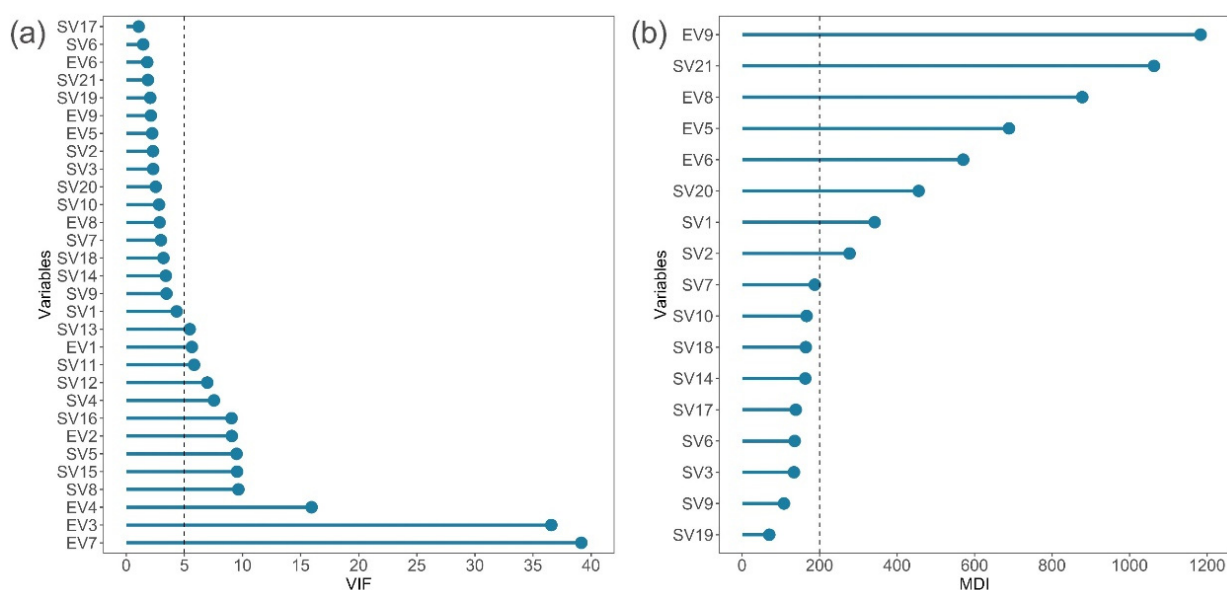 (a)
Variables
SV17
SV6
EV6
SV21
SV19
EV9
EV5
SV2
SV3
SV20
SV10
EV8
SV7
SV18
SV14
SV9
SV1
SV13
EV1
SV11
SV12
SV4
SV16
EV2
SV5
SV15
SV8
EV4
EV3
EV7
0 5 10 15 20 25 30 35 40
VIF
(b)
Variables
EV9
SV21
EV8
EV5
EV6
SV20
SV1
SV2
SV7
SV10
SV18
SV14
SV17
SV6
SV3
SV9
SV19
0 200 400 600 800 1000 1200
MDI